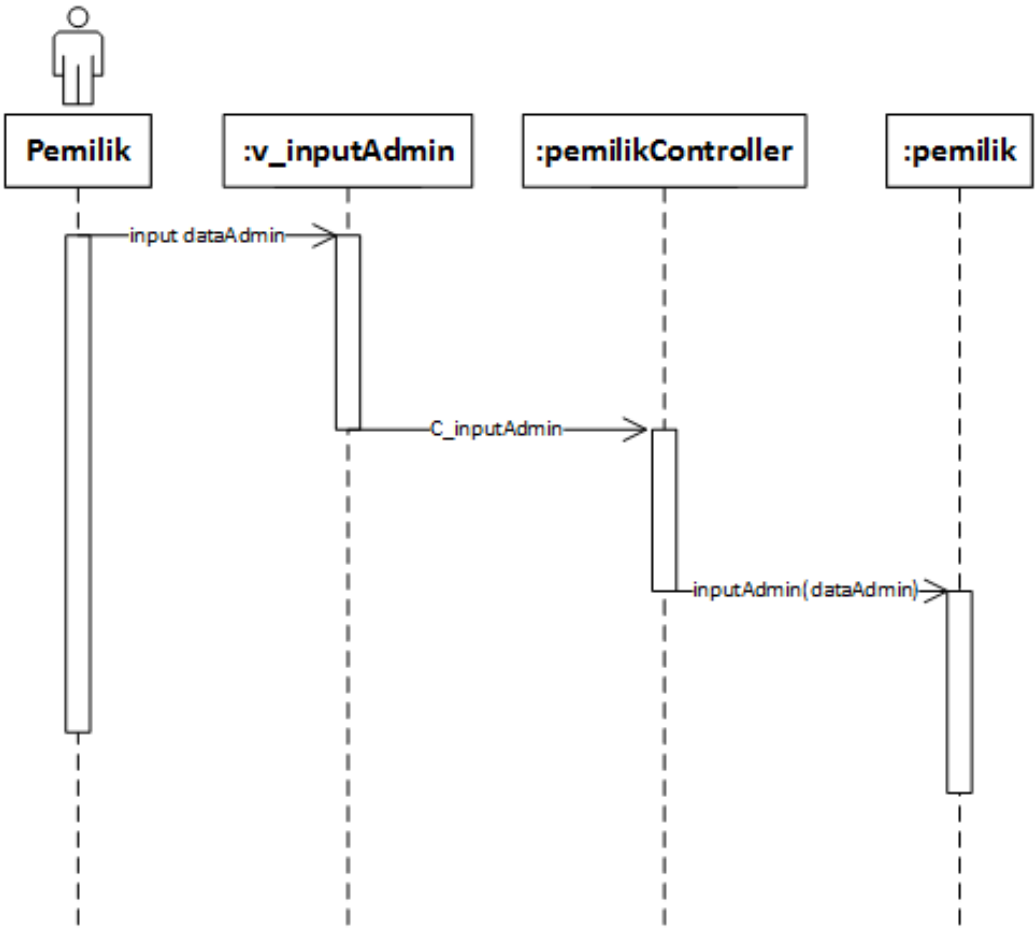 Pemilik
:v_inputAdmin
:pemilikController
:pemilik
input dataAdmin
C_inputAdmin
inputAdmin(dataAdmin)